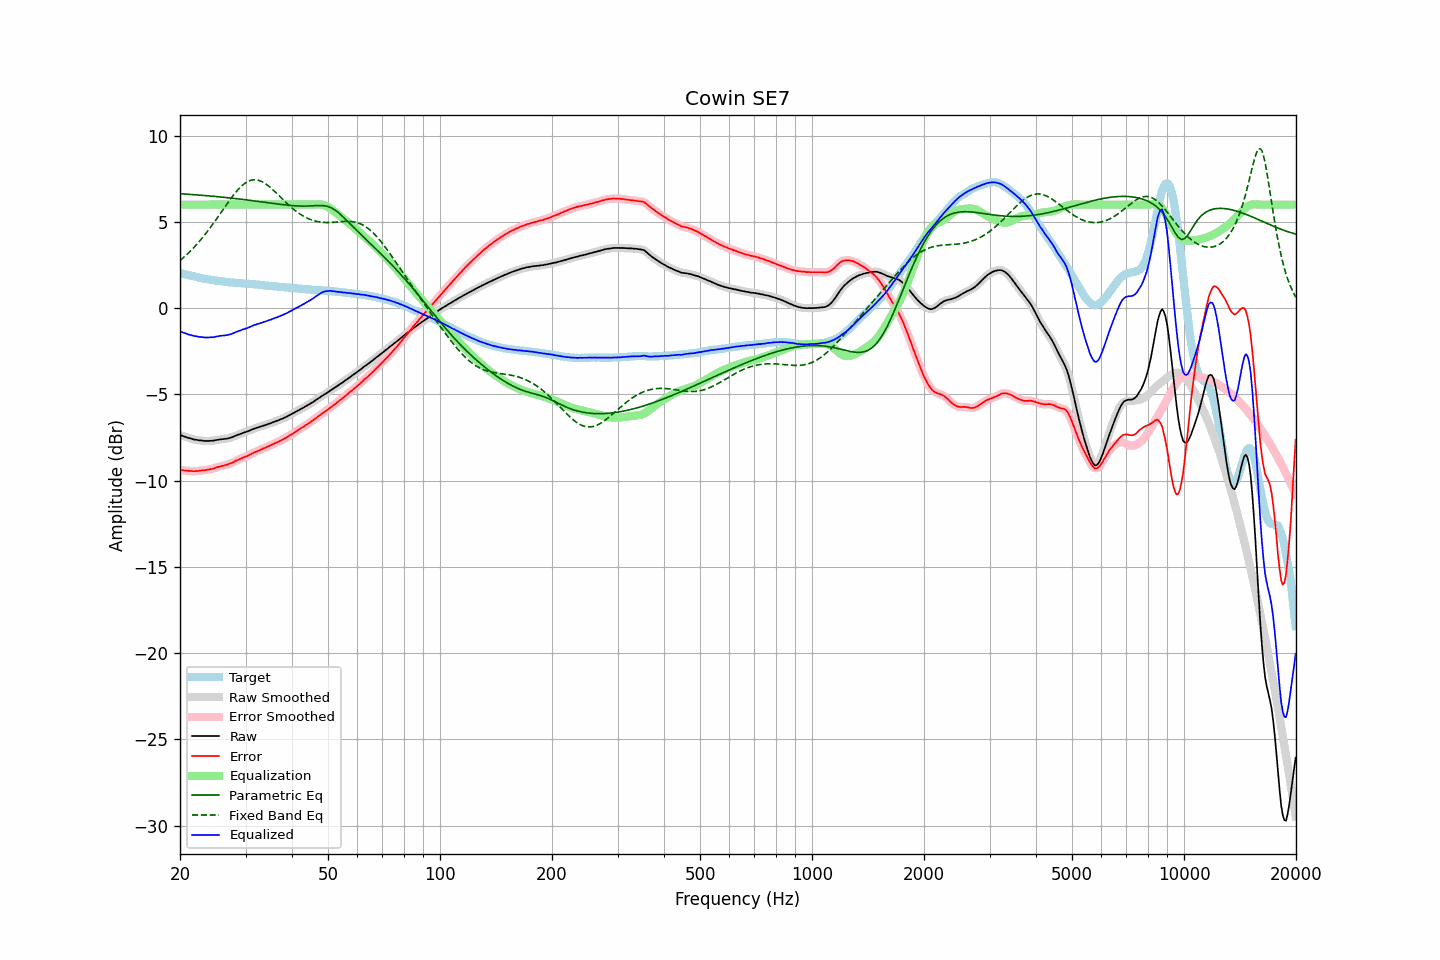 Cowin SE7
Amplitude (dBr)
10
5
0
−5
−10
−15
−20
−25
−30
Target
Raw Smoothed
Error Smoothed
Raw
Error
Equalization
Parametric Eq
Fixed Band Eq
Equalized
20 50 100 200 500 1000 2000 5000 10000 20000
Frequency (Hz)